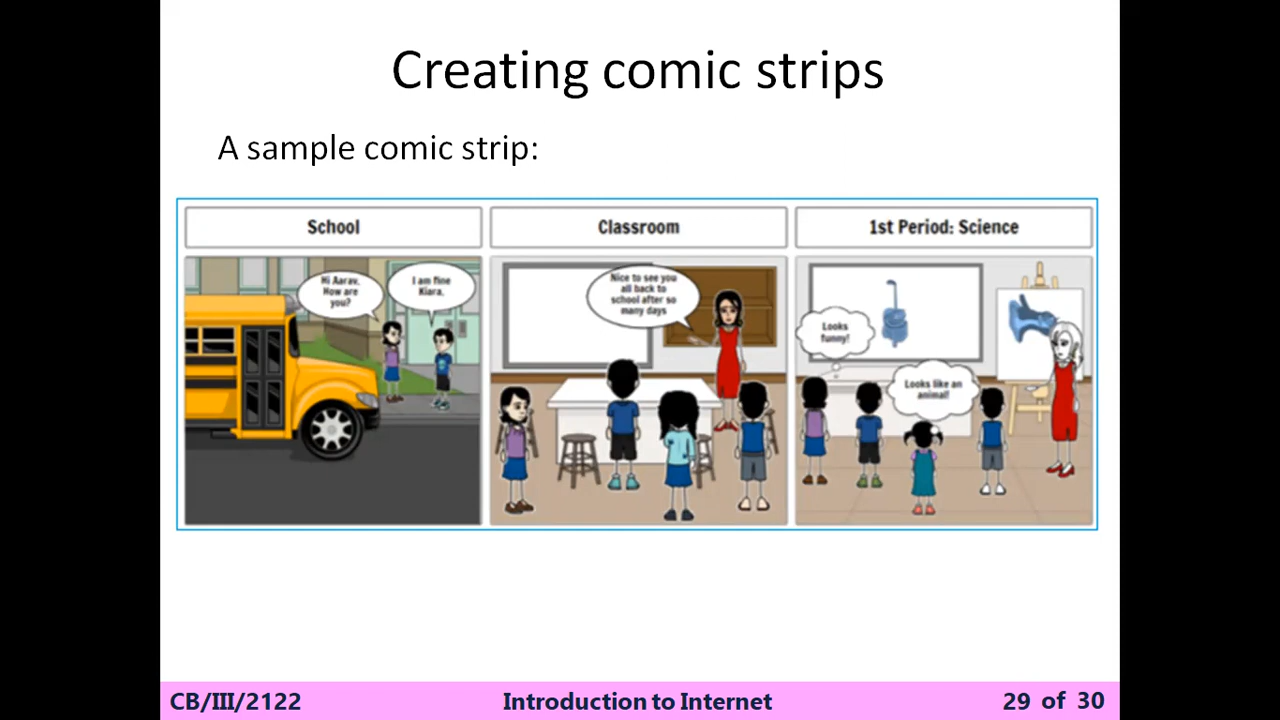 Creating comic strips
A sample comic strip:
School
Classroom
1st Period: Science
Hi Aarav,
How are
you?
I am fine
Kiara,
Nice to see you
all back to
school after so
many days
Looks
funny!
Looks like an
animal!
CB/III/2122
Introduction to Internet
29 of 30